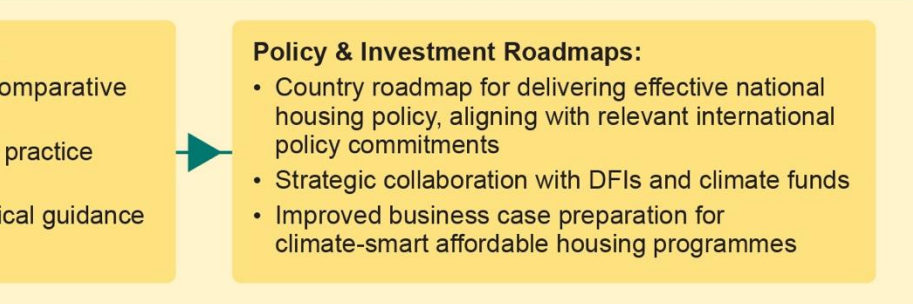 omparative
practice
ical guidance
Policy & Investment Roadmaps:
• Country roadmap for delivering effective national
housing policy, aligning with relevant international
policy commitments
• Strategic collaboration with DFIs and climate funds
• Improved business case preparation for
climate-smart affordable housing programmes